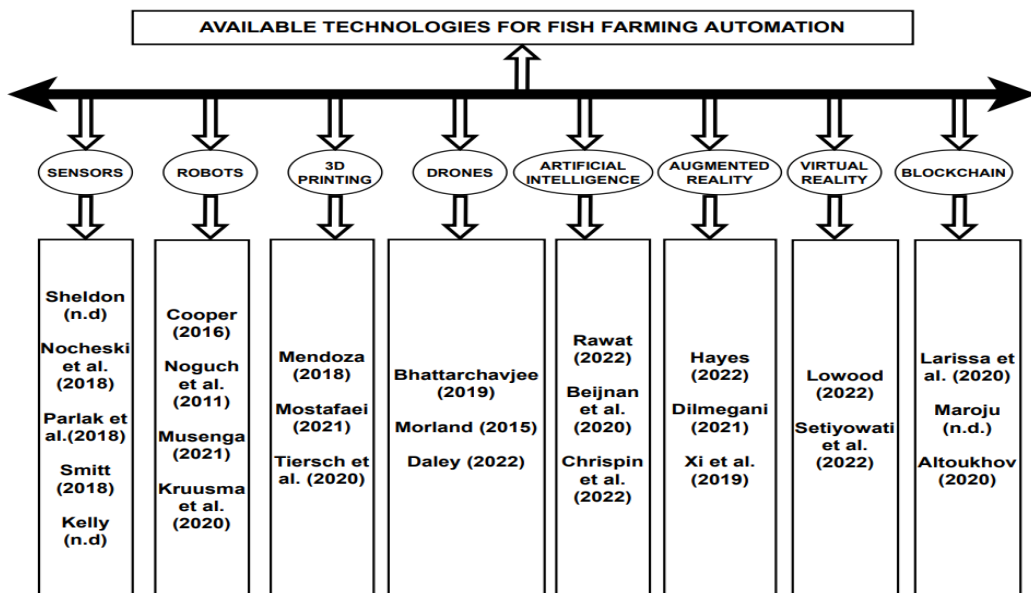 AVAILABLE TECHNOLOGIES FOR FISH FARMING AUTOMATION
SENSORS
ROBOTS
3D
PRINTING
DRONES
ARTIFICIAL
INTELLIGENCE
AUGMENTED
REALITY
VIRTUAL
REALITY
BLOCKCHAIN
Sheldon
(n.d)
Nocheski
et al.
(2018)
Parlak et
al.(2018)
Smitt
(2018)
Kelly
(n.d)
Cooper
(2016)
Noguch
et al.
(2011)
Musenga
(2021)
Kruusma
et al.
(2020)
Mendoza
(2018)
Mostafaei
(2021)
Tiersch et
al. (2020)
Bhattarchavjee
(2019)
Morland (2015)
Daley (2022)
Rawat
(2022)
Beijnan
et al.
(2020)
Chrispin
et al.
(2022)
Hayes
(2022)
Dilmegani
(2021)
Xi et al.
(2019)
Lowood
(2022)
Setiyowati
et al.
(2022)
Larissa et
al. (2020)
Maroju
(n.d.)
Altoukhov
(2020)